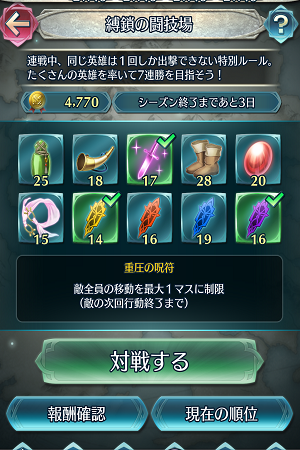 縛鎖の闘技場
?
連戦中、同じ英雄は1回しか出撃できない特別ルール。
たくさんの英雄を率いて7連勝を目指そう！
4,770 シーズン終了まであと3日
25 18 17 28 20
15 14 16 19 16
重圧の呪符
敵全員の移動を最大1マスに制限
（敵の次回行動終了まで）
対戦する
報酬確認 現在の順位